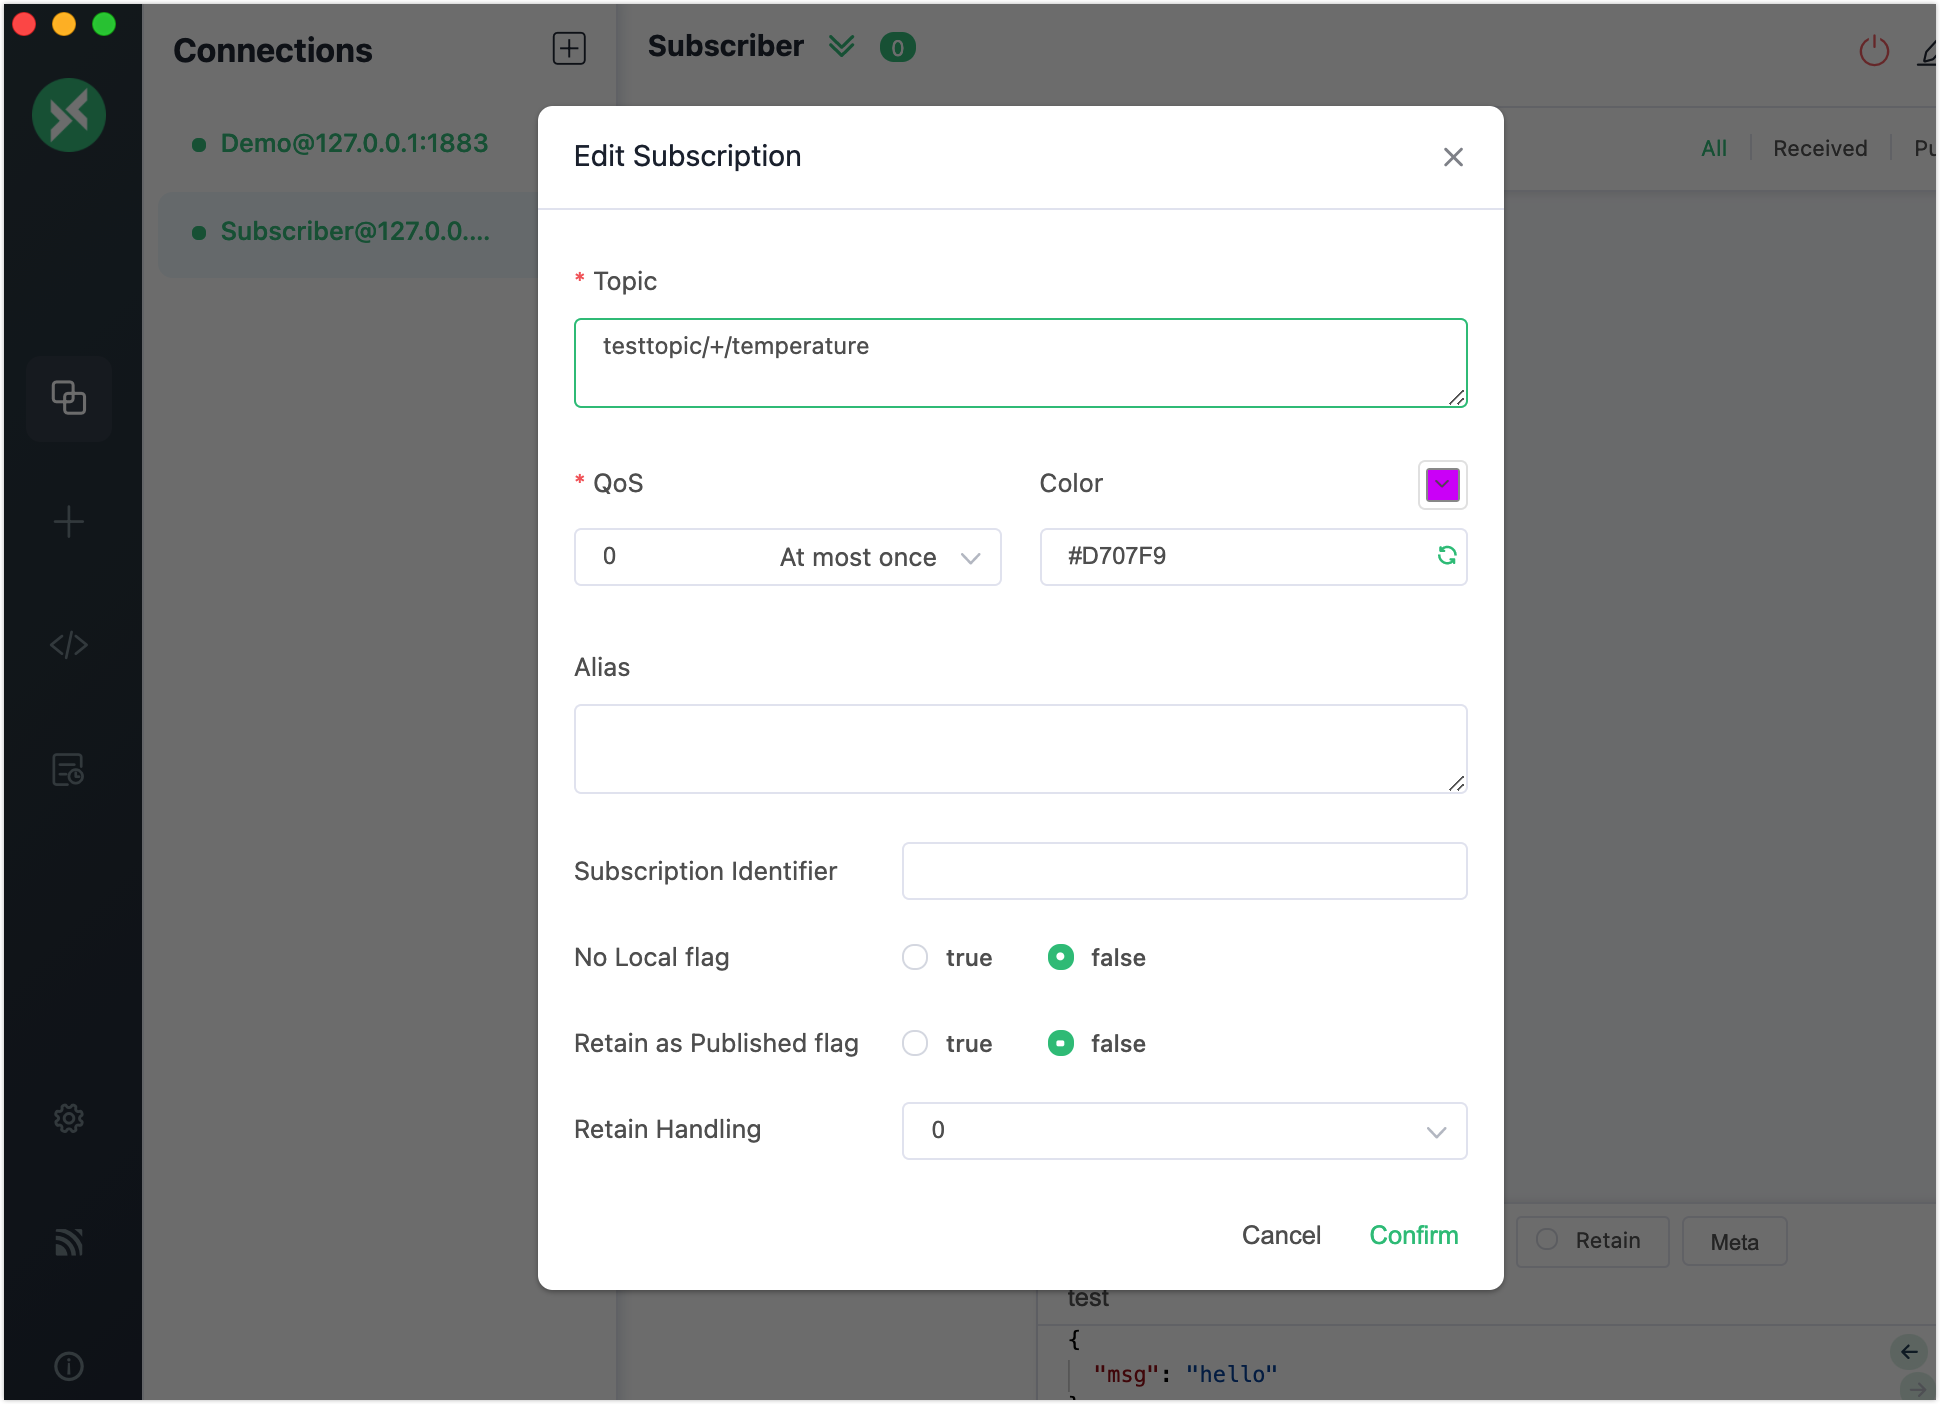 Connections
Demo@127.0.0.1:1883
Subscriber@127.0.0....
Subscriber
0
All
Received
Edit Subscription
* Topic
testtopic/+/temperature
* QoS
0
At most once
Color
#D707F9
Alias
Subscription Identifier
No Local flag
true
false
Retain as Published flag
true
false
Retain Handling
0
Cancel
Confirm
Retain
Meta
test
{
"msg": "hello"